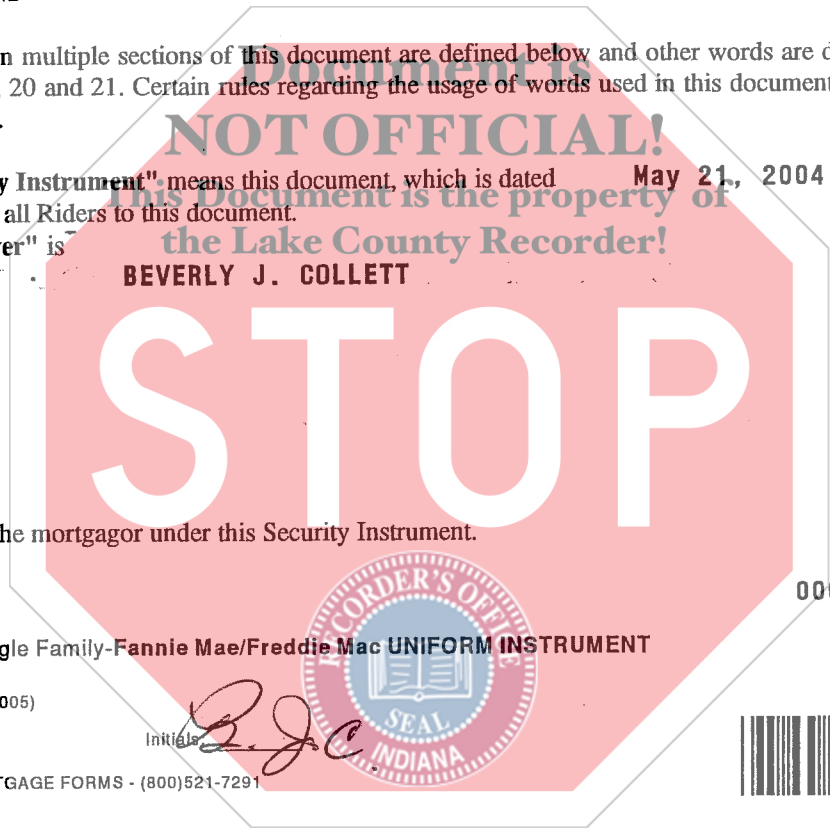 n multiple sections of this document are defined below and other words are d
20 and 21. Certain rules regarding the usage of words used in this document
Document is
NOT OFFICIAL!
This Document is the property of
the Lake County Recorder!
y Instrument" means this document, which is dated May 21, 2004
all Riders to this document.
er" is
BEVERLY J. COLLETT
STOP
he mortgagor under this Security Instrument.
000
gle Family-Fannie Mae/Freddie Mac UNIFORM INSTRUMENT
005)
Initials B. J. C.
TGAGE FORMS - (800)521-7291
RECORDER'S OFFICE
SEAL
INDIANA